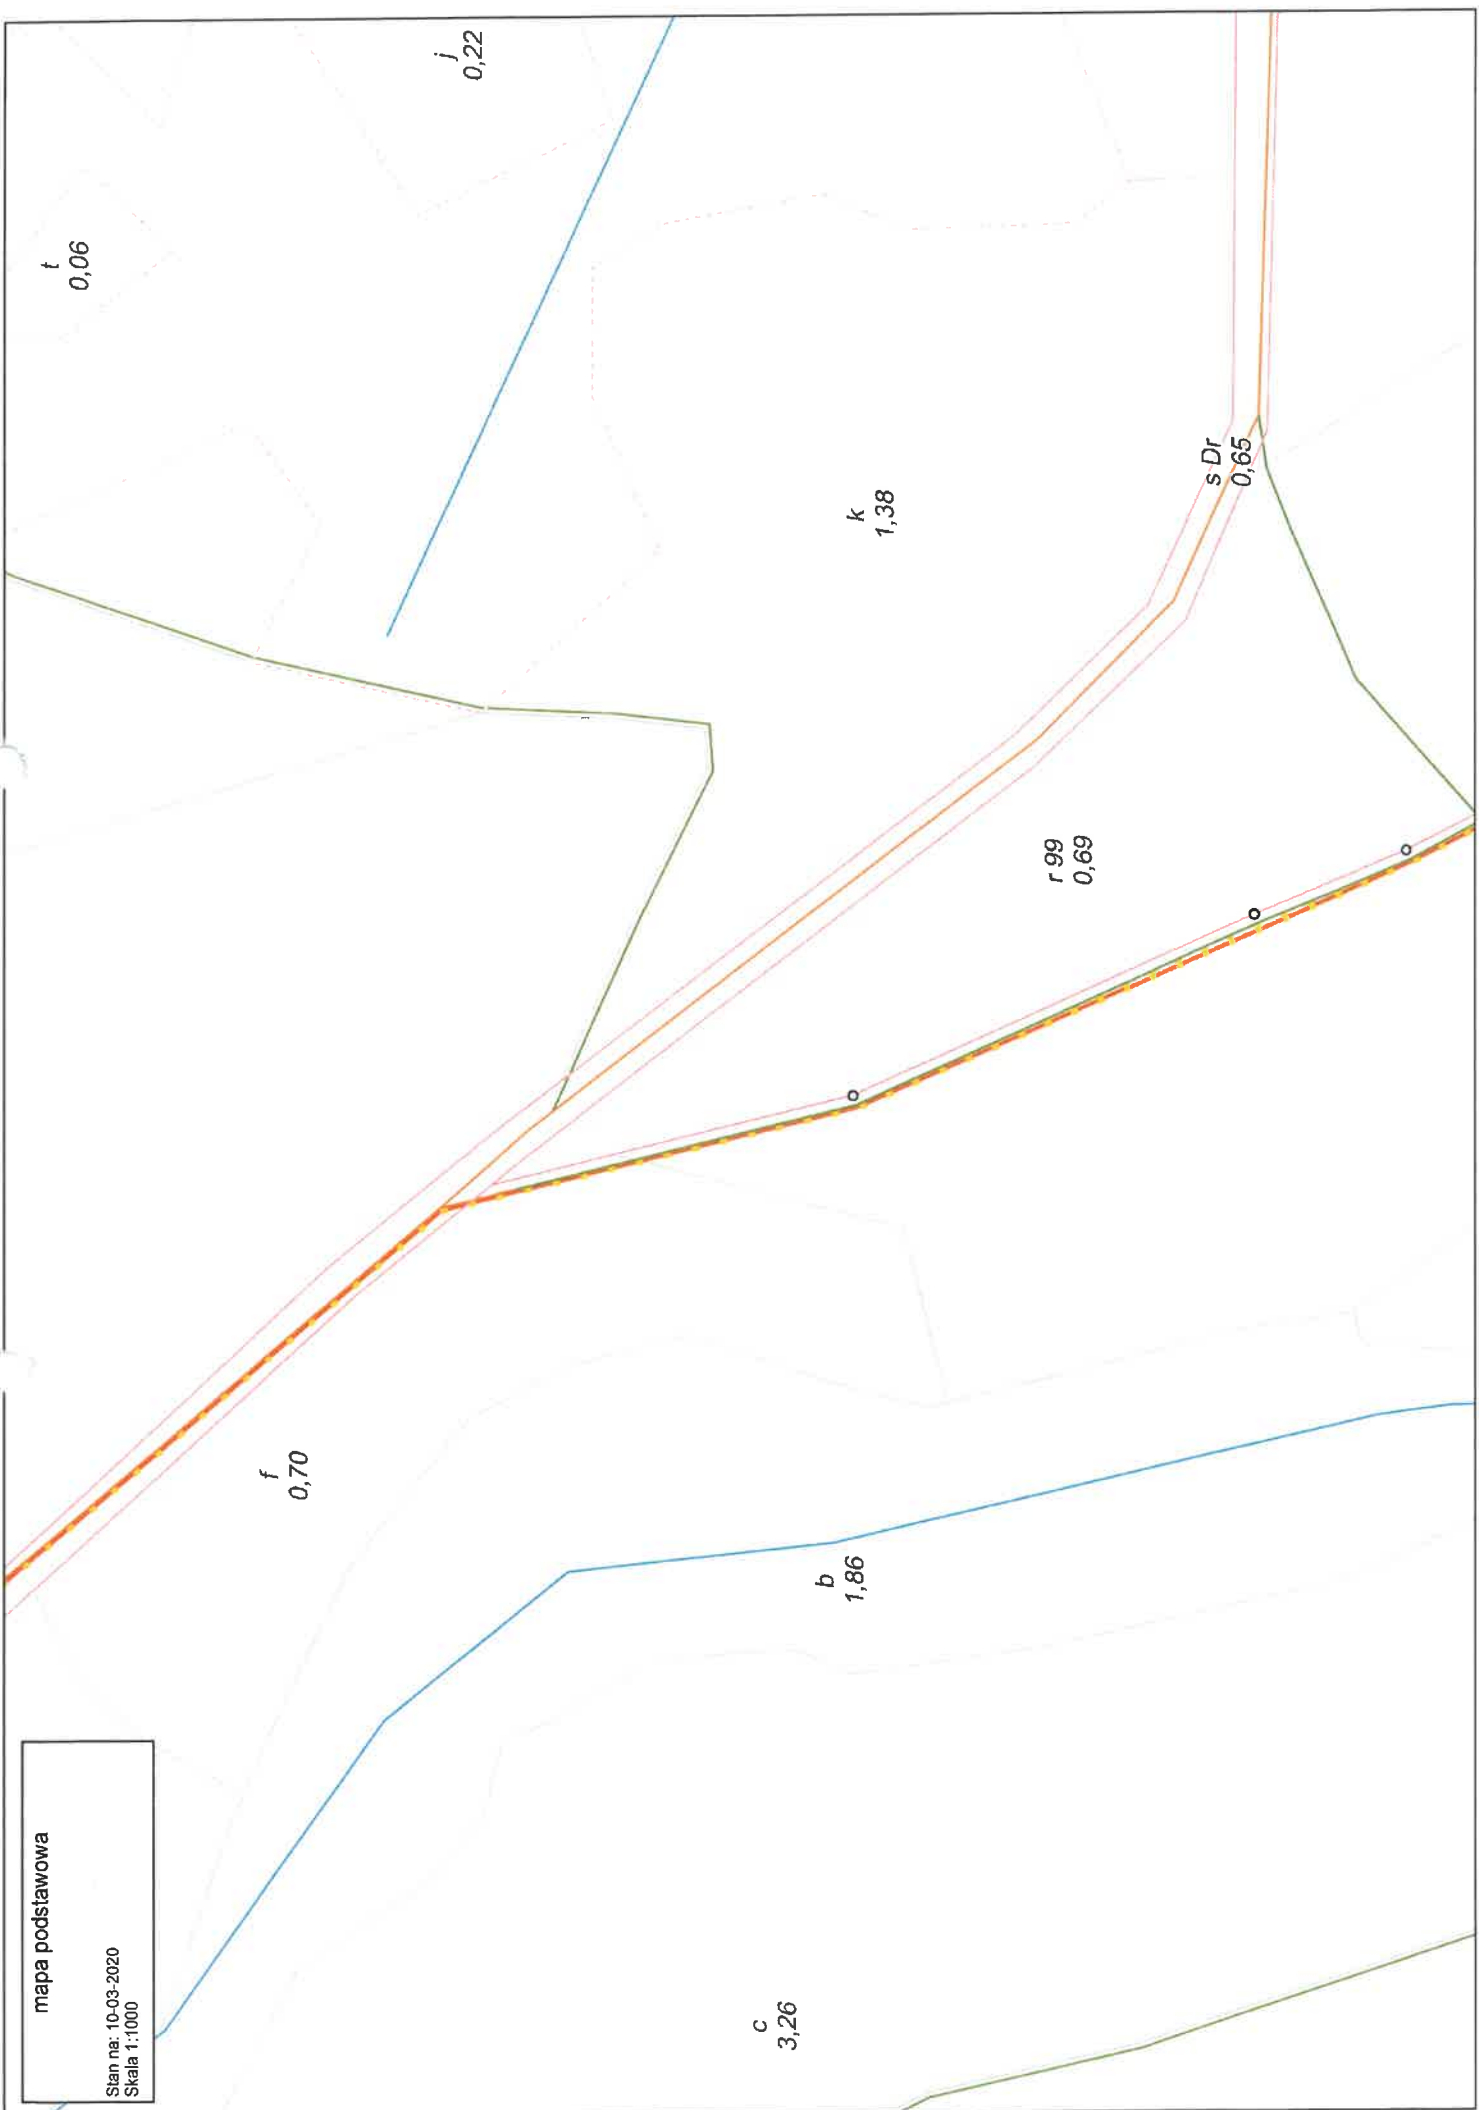 mapa podstawowa
Stan na: 10-03-2020
Skala 1:1000
t
0,06
j
0,22
f
0,70
k
1,38
b
1,86
c
3,26
r 99
0,69
s Dr
0,65